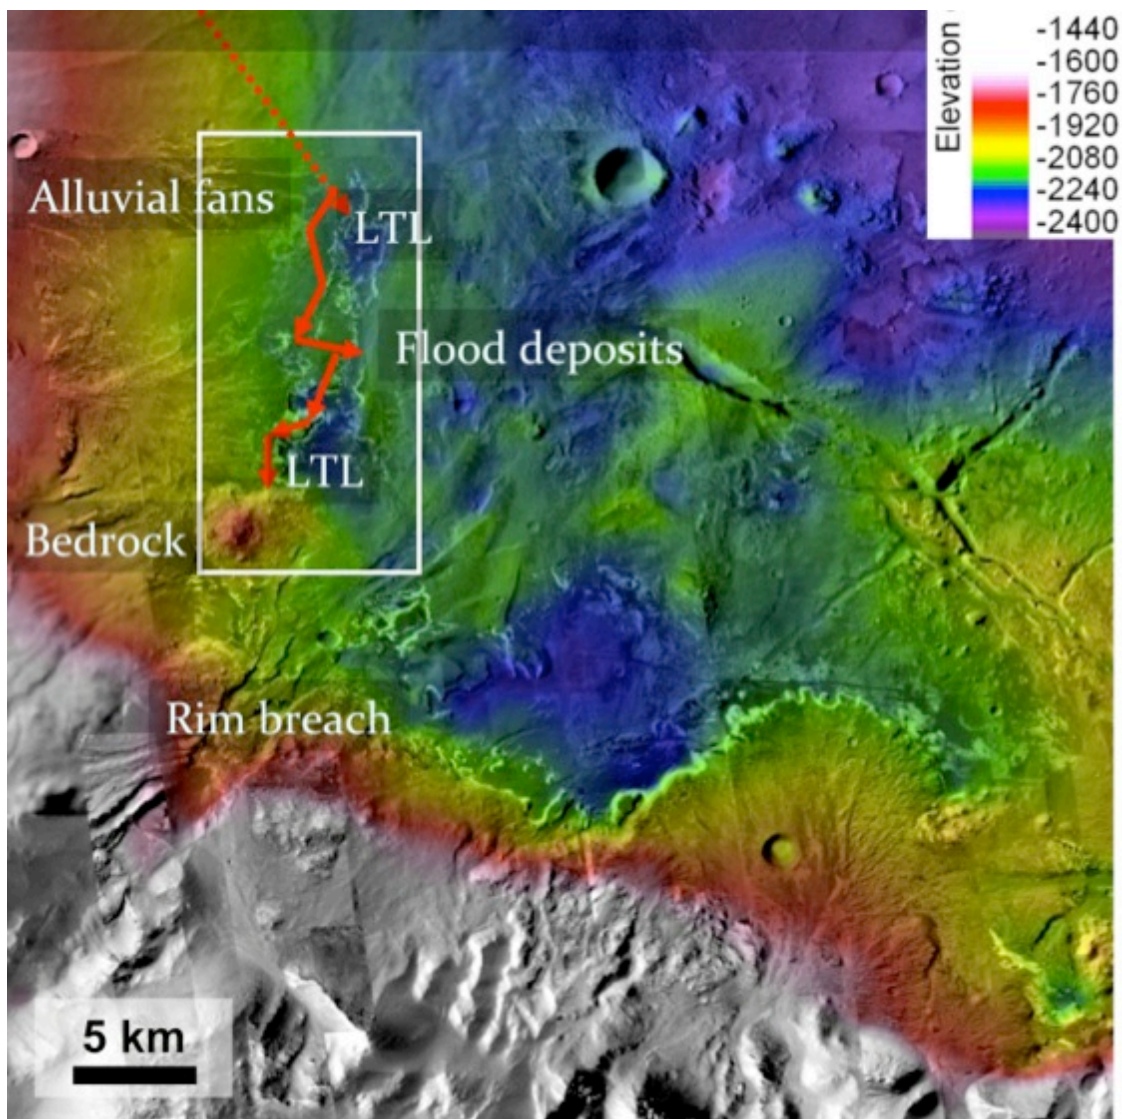 Elevation
-1440
-1600
-1760
-1920
-2080
-2240
-2400
Alluvial fans
LTL
Flood deposits
LTL
Bedrock
Rim breach
5 km